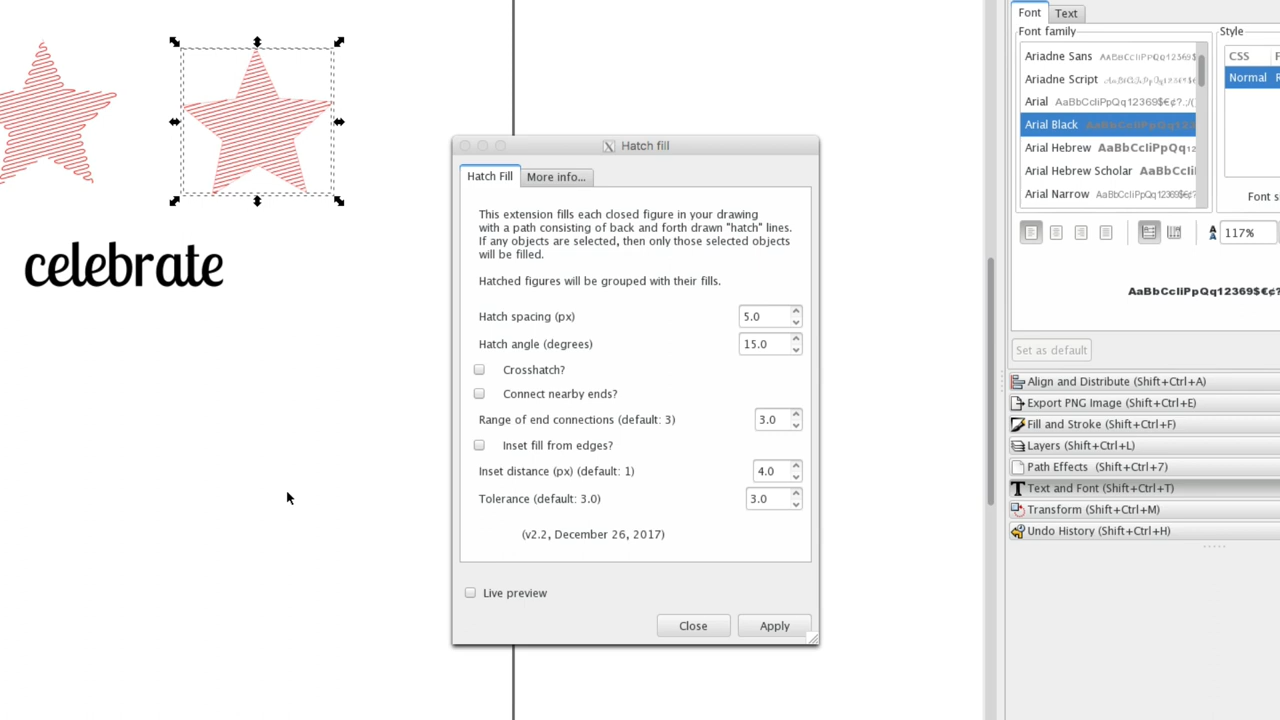 celebrate
Hatch fill
Hatch Fill
More info...
This extension fills each closed figure in your drawing
with a path consisting of back and forth drawn "hatch" lines.
If any objects are selected, then only those selected objects
will be filled.
Hatched figures will be grouped with their fills.
Hatch spacing (px) 5.0
Hatch angle (degrees) 15.0
Crosshatch?
Connect nearby ends?
Range of end connections (default: 3) 3.0
Inset fill from edges?
Inset distance (px) (default: 1) 4.0
Tolerance (default: 3.0) 3.0
(v2.2, December 26, 2017)
Live preview
Close Apply
Font Text
Font family Style
CSS
Normal
Ariadne Sans AaBbCcIiPpQq12369$
Ariadne Script
Arial AaBbCcIiPpQq12369$€¢?.;/(
Arial Black AaBbCcIiPpQq12
Arial Hebrew AaBbCcIiPpQq1
Arial Hebrew Scholar AaBbCcI
Arial Narrow AaBbCcIiPpQq12369$€¢?
Font s
117%
AaBbCcIiPpQq12369$€¢?
Set as default
Align and Distribute (Shift+Ctrl+A)
Export PNG Image (Shift+Ctrl+E)
Fill and Stroke (Shift+Ctrl+F)
Layers (Shift+Ctrl+L)
Path Effects (Shift+Ctrl+7)
Text and Font (Shift+Ctrl+T)
Transform (Shift+Ctrl+M)
Undo History (Shift+Ctrl+H)